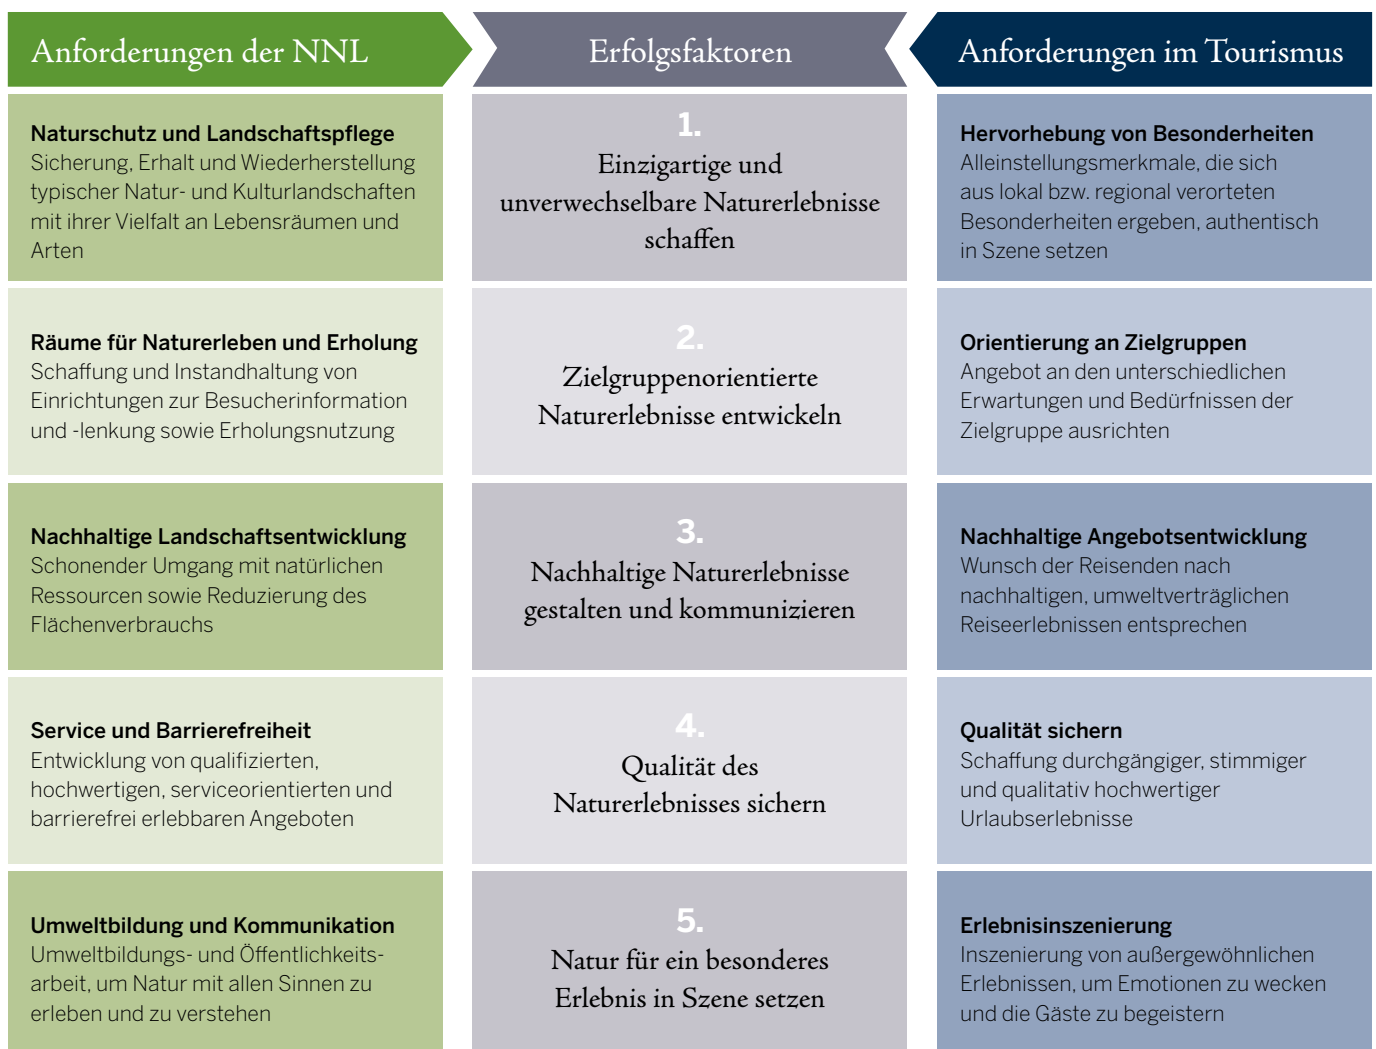 Anforderungen der NNL
Erfolgsfaktoren
Anforderungen im Tourismus
Naturschutz und Landschaftspflege
Sicherung, Erhalt und Wiederherstellung
typischer Natur- und Kulturlandschaften
mit ihrer Vielfalt an Lebensräumen und
Arten
1.
Einzigartige und
unverwechselbare Naturerlebnisse
schaffen
Hervorhebung von Besonderheiten
Alleinstellungsmerkmale, die sich
aus lokal bzw. regional verorteten
Besonderheiten ergeben, authentisch
in Szene setzen
Räume für Naturerleben und Erholung
Schaffung und Instandhaltung von
Einrichtungen zur Besucherinformation
und -lenkung sowie Erholungsnutzung
2.
Zielgruppenorientierte
Naturerlebnisse entwickeln
Orientierung an Zielgruppen
Angebot an den unterschiedlichen
Erwartungen und Bedürfnissen der
Zielgruppe ausrichten
Nachhaltige Landschaftsentwicklung
Schonender Umgang mit natürlichen
Ressourcen sowie Reduzierung des
Flächenverbrauchs
3.
Nachhaltige Naturerlebnisse
gestalten und kommunizieren
Nachhaltige Angebotsentwicklung
Wunsch der Reisenden nach
nachhaltigen, umweltverträglichen
Reiseerlebnissen entsprechen
Service und Barrierefreiheit
Entwicklung von qualifizierten,
hochwertigen, serviceorientierten und
barrierefrei erlebbaren Angeboten
4.
Qualität des
Naturerlebnisses sichern
Qualität sichern
Schaffung durchgängiger, stimmiger
und qualitativ hochwertiger
Urlaubserlebnisse
Umweltbildung und Kommunikation
Umweltbildungs- und Öffentlichkeits-
arbeit, um Natur mit allen Sinnen zu
erleben und zu verstehen
5.
Natur für ein besonderes
Erlebnis in Szene setzen
Erlebnisinszenierung
Inszenierung von außergewöhnlichen
Erlebnissen, um Emotionen zu wecken
und die Gäste zu begeistern